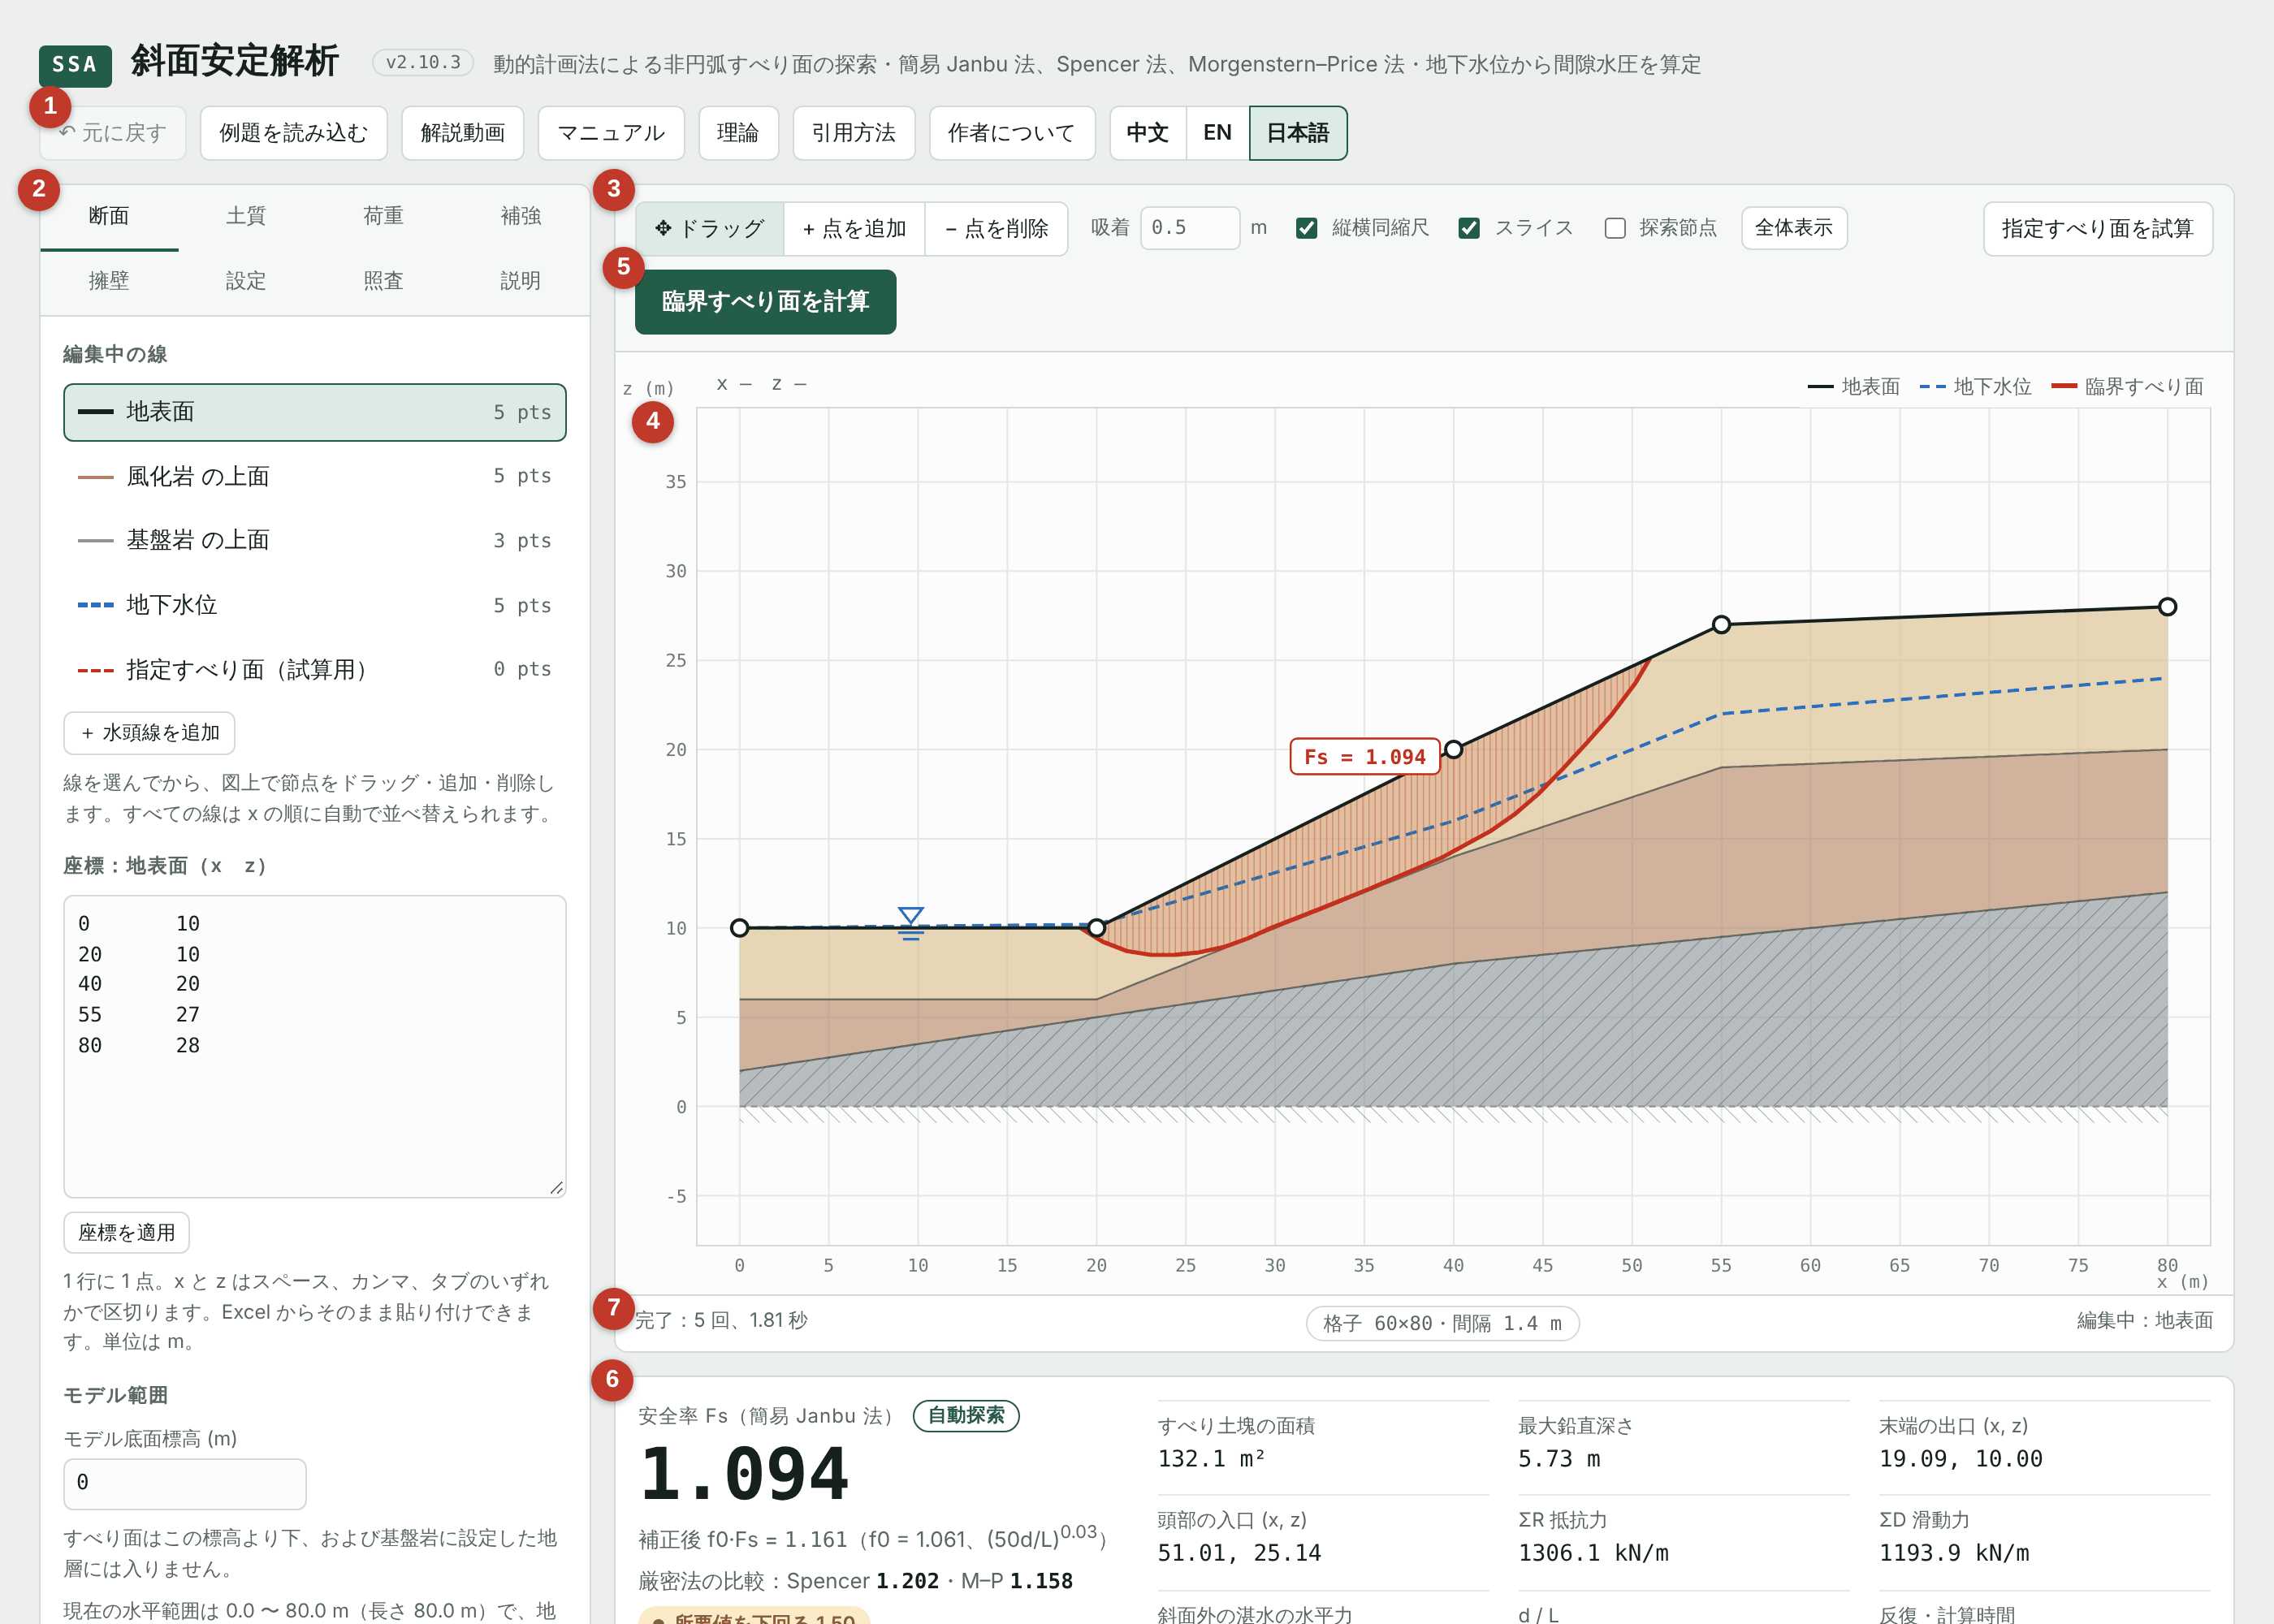 SSA 斜面安定解析 v2.10.3 動的計画法による非円弧すべり面の探索・簡易 Janbu 法、Spencer 法、Morgenstern–Price 法・地下水位から間隙水圧を算定
1
↶ 元に戻す 例題を読み込む 解説動画 マニュアル 理論 引用方法 作者について 中文 EN 日本語
2
断面 土質 荷重 補強
擁壁 設定 照査 説明
編集中の線
地表面 5 pts
風化岩 の上面 5 pts
基盤岩 の上面 3 pts
地下水位 5 pts
指定すべり面（試算用） 0 pts
+ 水頭線を追加
線を選んでから、図上で節点をドラッグ・追加・削除し
ます。すべての線は x の順に自動で並べ替えられます。
座標：地表面（x z）
0 10
20 10
40 20
55 27
80 28
座標を適用
1 行に 1 点。x と z はスペース、カンマ、タブのいずれ
かで区切ります。Excel からそのまま貼り付けできま
す。単位は m。
モデル範囲
モデル底面標高 (m)
0
すべり面はこの標高より下、および基盤岩に設定した地
層には入りません。
現在の水平範囲は 0.0 〜 80.0 m（長さ 80.0 m）で、地
3
✥ ドラッグ + 点を追加 − 点を削除 吸着 0.5 m 縦横同縮尺 スライス 探索節点 全体表示 指定すべり面を試算
5
臨界すべり面を計算
z (m) x — z — 地表面 地下水位 臨界すべり面
4
35
30
25
20
15
10
5
0
-5
Fs = 1.094
0 5 10 15 20 25 30 35 40 45 50 55 60 65 70 75 80
x (m)
7
完了：5 回、1.81 秒 格子 60×80・間隔 1.4 m 編集中：地表面
6
安全率 Fs（簡易 Janbu 法） 自動探索
1.094
補正後 f0·Fs = 1.161（f0 = 1.061、(50d/L)^0.03）
厳密法の比較：Spencer 1.202・M–P 1.158
所要値を下回る 1.50
すべり土塊の面積
132.1 m²
最大鉛直深さ
5.73 m
末端の出口 (x, z)
19.09, 10.00
頭部の入口 (x, z)
51.01, 25.14
ΣR 抵抗力
1306.1 kN/m
ΣD 滑動力
1193.9 kN/m
斜面外の湛水の水平力
d / L
反復・計算時間